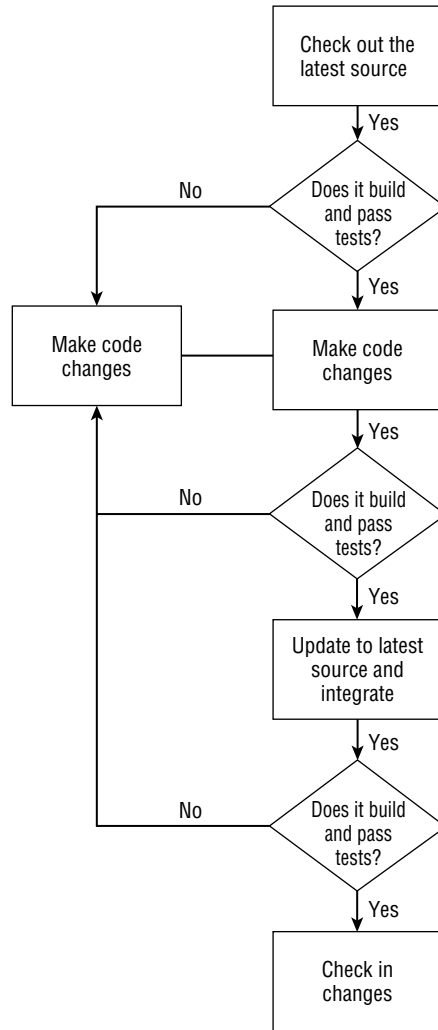 Check out the
latest source
Yes
No
Does it build
and pass
tests?
Yes
Make code
changes
Make code
changes
Yes
No
Does it build
and pass
tests?
Yes
Update to latest
source and
integrate
Yes
No
Does it build
and pass
tests?
Yes
Check in
changes